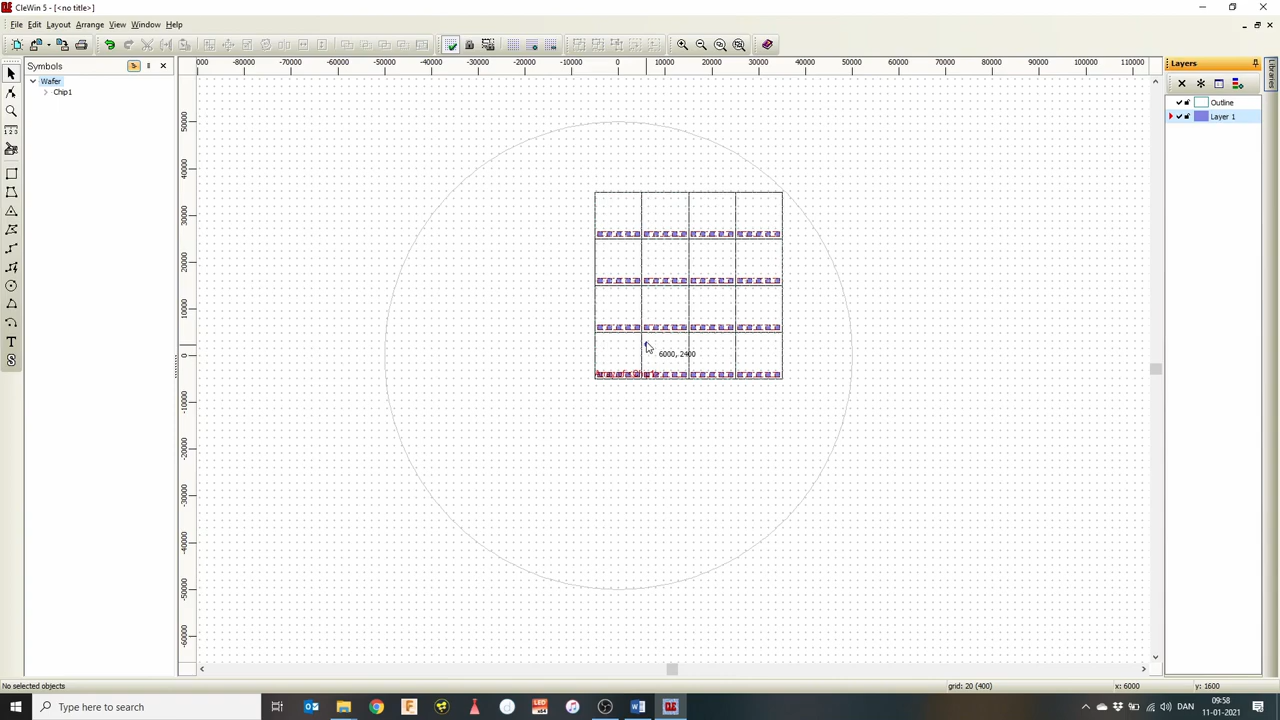 CleWin 5 - [<no title>]
File Edit Layout Arrange View Window Help
Symbols
Wafer
Chip1
000 -80000 -70000 -60000 -50000 -40000 -30000 -20000 -10000 0 10000 20000 30000 40000 50000 60000 70000 80000 90000 100000 110000
50000
40000
30000
20000
10000
0
-10000
-20000
-30000
-40000
-50000
-60000
6000, 2400
Layers
Outline
Layer 1
Libraries
No selected objects
grid: 20 (400)
x: 6000
y: 1600
Type here to search
DAN
09:58
11-01-2021